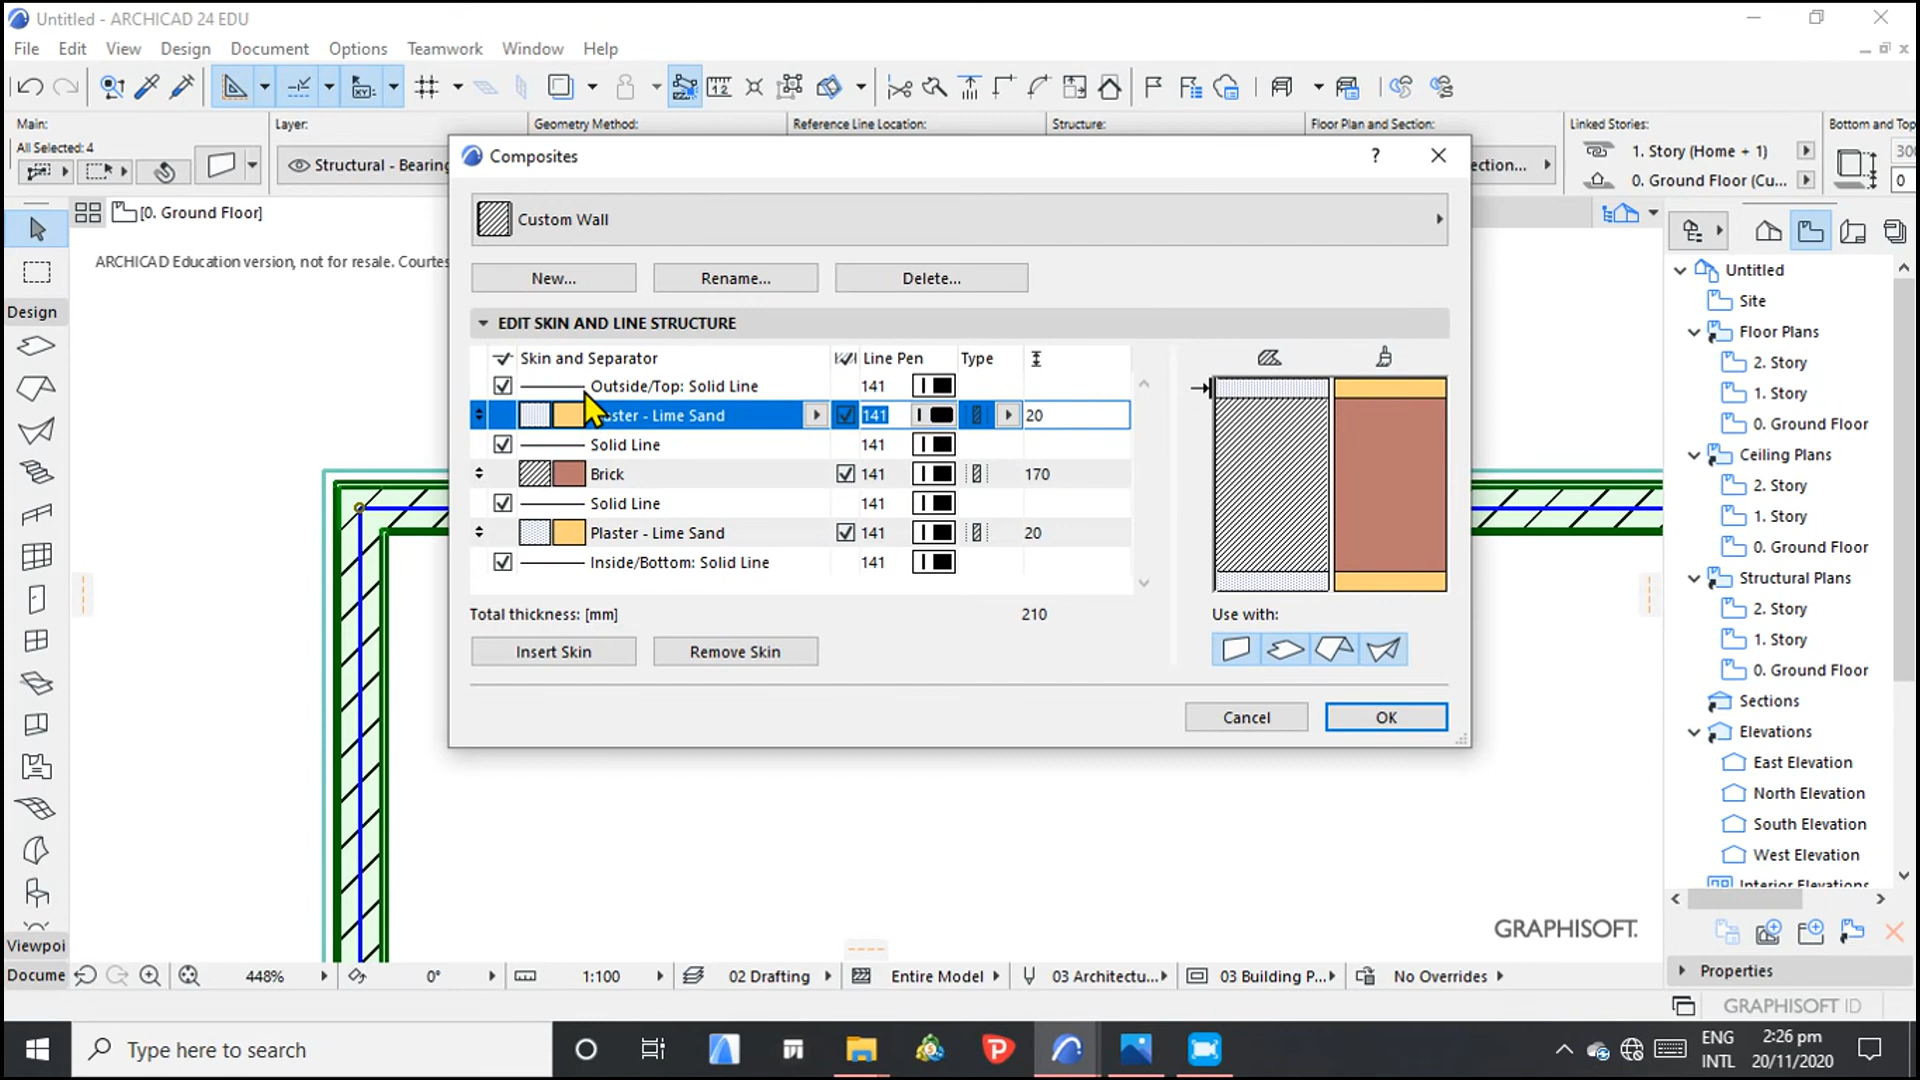 Untitled - ARCHICAD 24 EDU
File Edit View Design Document Options Teamwork Window Help
Main: Layer: Geometry Method: Reference Line Location: Structure: Floor Plan and Section: Linked Stories: Bottom and Top
All Selected: 4
Structural - Bearing
ection...
1. Story (Home + 1)
0. Ground Floor (Cu...
300
0
[0. Ground Floor]
ARCHICAD Education version, not for resale. Courtes
Design
Viewpoi
Docume
Composites
?
Custom Wall
New... Rename... Delete...
EDIT SKIN AND LINE STRUCTURE
Skin and Separator Line Pen Type
Outside/Top: Solid Line 141
aster - Lime Sand 141 20
Solid Line 141
Brick 141 170
Solid Line 141
Plaster - Lime Sand 141 20
Inside/Bottom: Solid Line 141
Total thickness: [mm] 210
Use with:
Insert Skin Remove Skin
Cancel OK
Untitled
Site
Floor Plans
2. Story
1. Story
0. Ground Floor
Ceiling Plans
2. Story
1. Story
0. Ground Floor
Structural Plans
2. Story
1. Story
0. Ground Floor
Sections
Elevations
East Elevation
North Elevation
South Elevation
West Elevation
Interior Elevations
Properties
GRAPHISOFT.
448% 0° 1:100 02 Drafting Entire Model 03 Architectu... 03 Building P... No Overrides
GRAPHISOFT ID
Type here to search
ENG
INTL
2:26 pm
20/11/2020